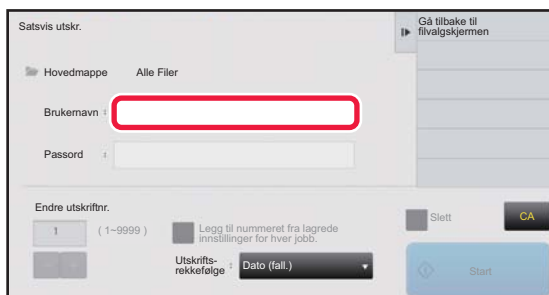 Satsvis utskr.
Gå tilbake til
filvalgskjermen
Hovedmappe Alle Filer
Brukernavn :
Passord :
Endre utskriftnr.
1 ( 1~9999 )
Legg til nummeret fra lagrede
innstillinger for hver jobb.
Slett
CA
Utskrifts-
rekkefølge : Dato (fall.)
Start